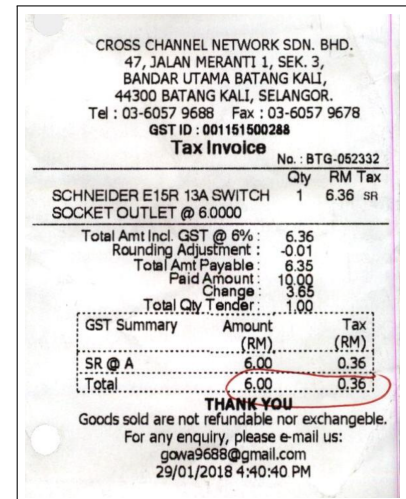 CROSS CHANNEL NETWORK SDN. BHD.
47, JALAN MERANTI 1, SEK. 3,
BANDAR UTAMA BATANG KALI,
44300 BATANG KALI, SELANGOR.
Tel : 03-6057 9688 Fax : 03-6057 9678
GST ID : 001151500288
Tax Invoice
No. : BTG-052332
Qty RM Tax
SCHNEIDER E15R 13A SWITCH 1 6.36 SR
SOCKET OUTLET @ 6.0000
Total Amt Incl. GST @ 6% : 6.36
Rounding Adjustment : -0.01
Total Amt Payable : 6.35
Paid Amount : 10.00
Change : 3.65
Total Qty Tender : 1.00
GST Summary Amount Tax
(RM) (RM)
SR @ A 6.00 0.36
Total 6.00 0.36
THANK YOU
Goods sold are not refundable nor exchangeble.
For any enquiry, please e-mail us:
gowa9688@gmail.com
29/01/2018 4:40:40 PM